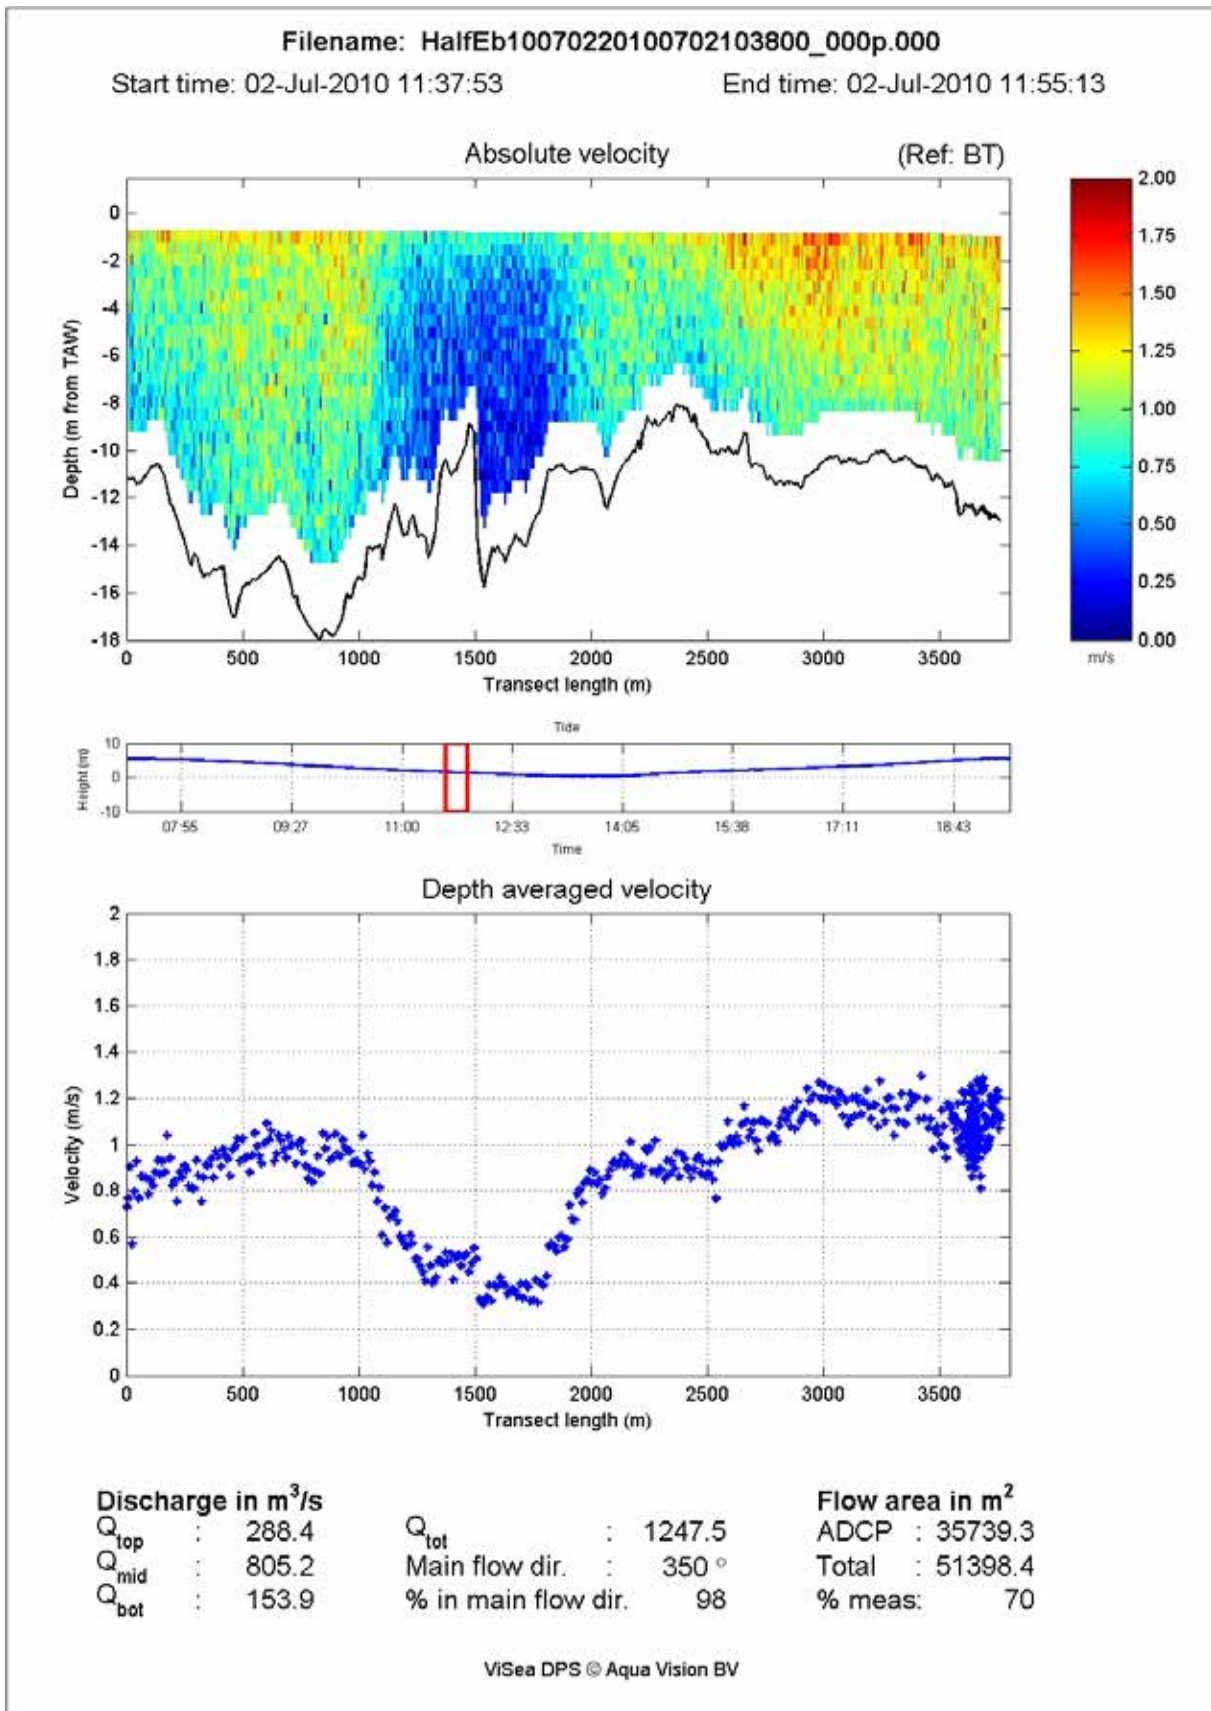 Filename: HalfEb10070220100702103800_000p.000
Start time: 02-Jul-2010 11:37:53 End time: 02-Jul-2010 11:55:13
Absolute velocity (Ref: BT)
0
-2
-4
-6
-8
-10
-12
-14
-16
-18
Depth (m from TAW)
0 500 1000 1500 2000 2500 3000 3500
Transect length (m)
2.00
1.75
1.50
1.25
1.00
0.75
0.50
0.25
0.00
m/s
Tide
10
0
-10
Height (m)
07:55 09:27 11:00 12:33 14:05 15:38 17:11 18:43
Time
Depth averaged velocity
2
1.8
1.6
1.4
1.2
1
0.8
0.6
0.4
0.2
0
Velocity (m/s)
0 500 1000 1500 2000 2500 3000 3500
Transect length (m)
Discharge in m³/s Flow area in m²
Qtop : 288.4 Qtot : 1247.5 ADCP : 35739.3
Qmid : 805.2 Main flow dir. : 350 ° Total : 51398.4
Qbot : 153.9 % in main flow dir. 98 % meas: 70
ViSea DPS © Aqua Vision BV